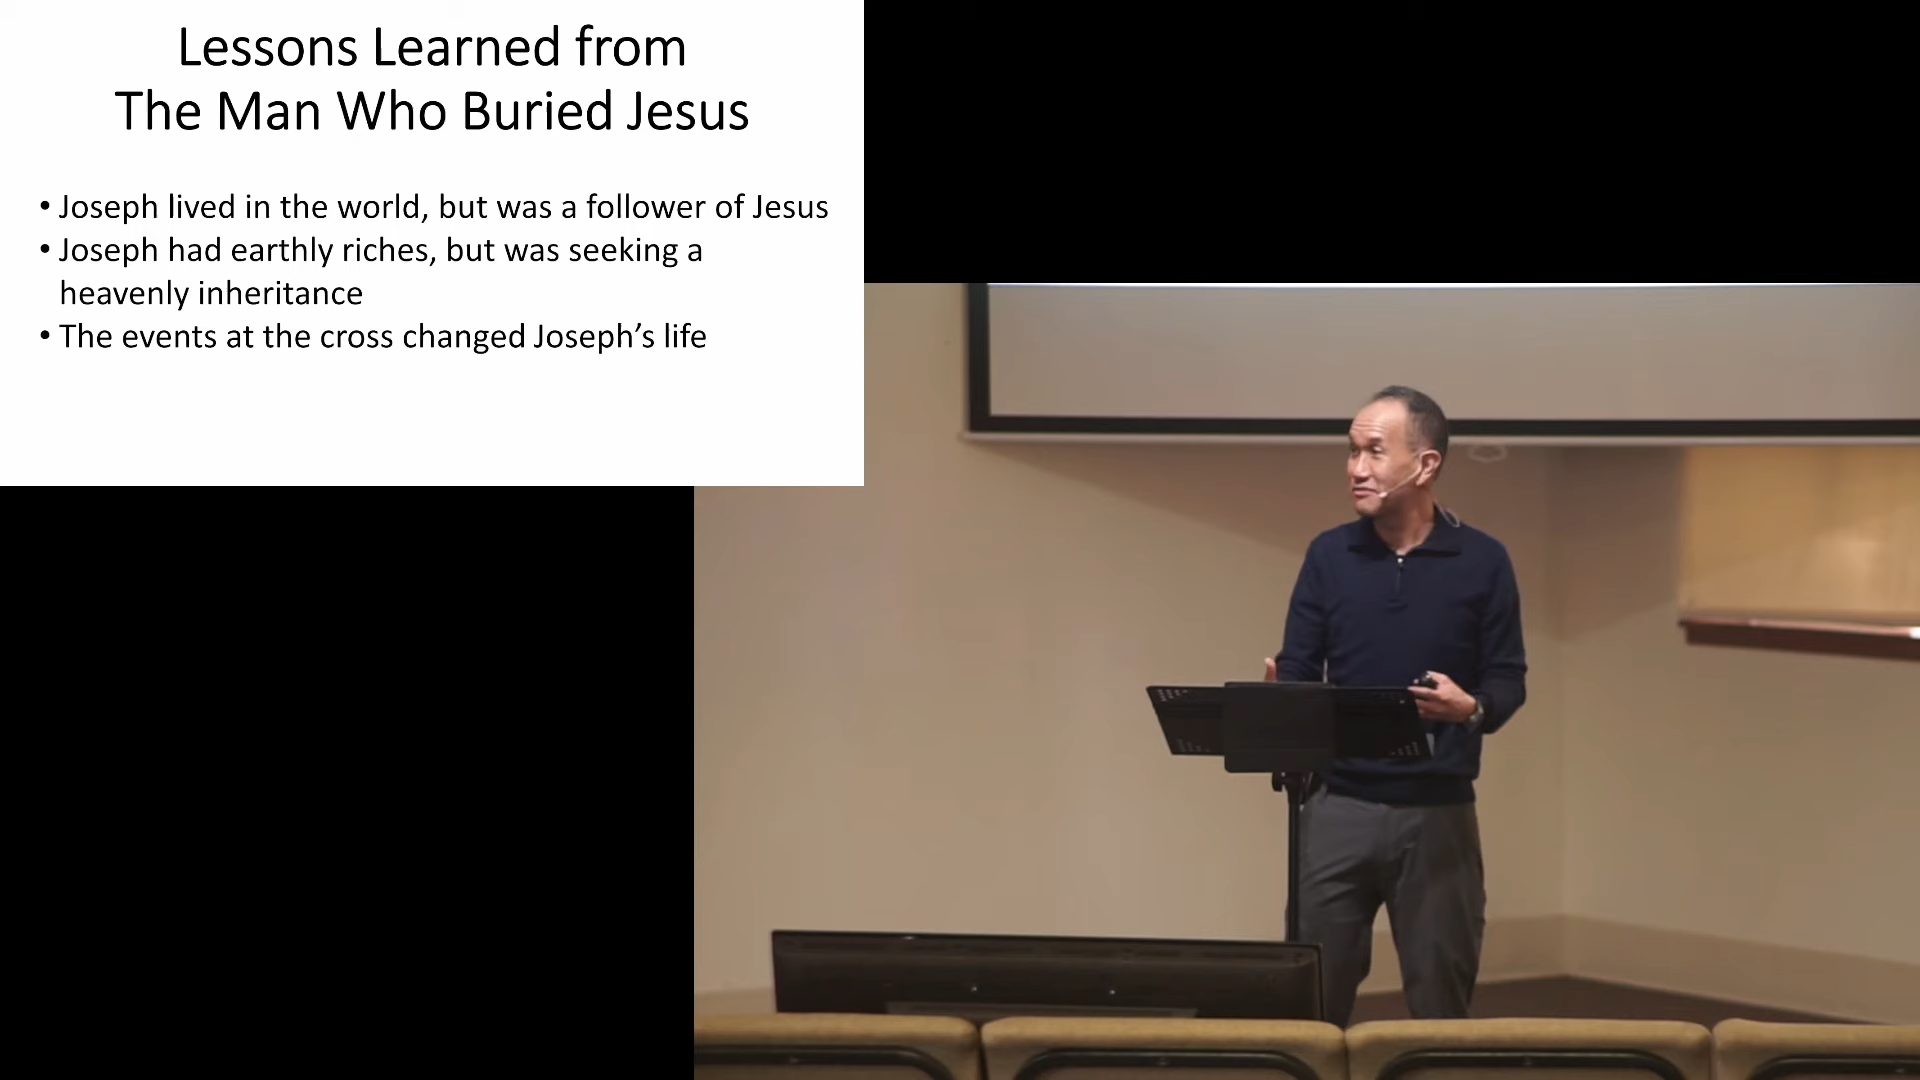 Lessons Learned from
The Man Who Buried Jesus
• Joseph lived in the world, but was a follower of Jesus
• Joseph had earthly riches, but was seeking a
heavenly inheritance
• The events at the cross changed Joseph’s life